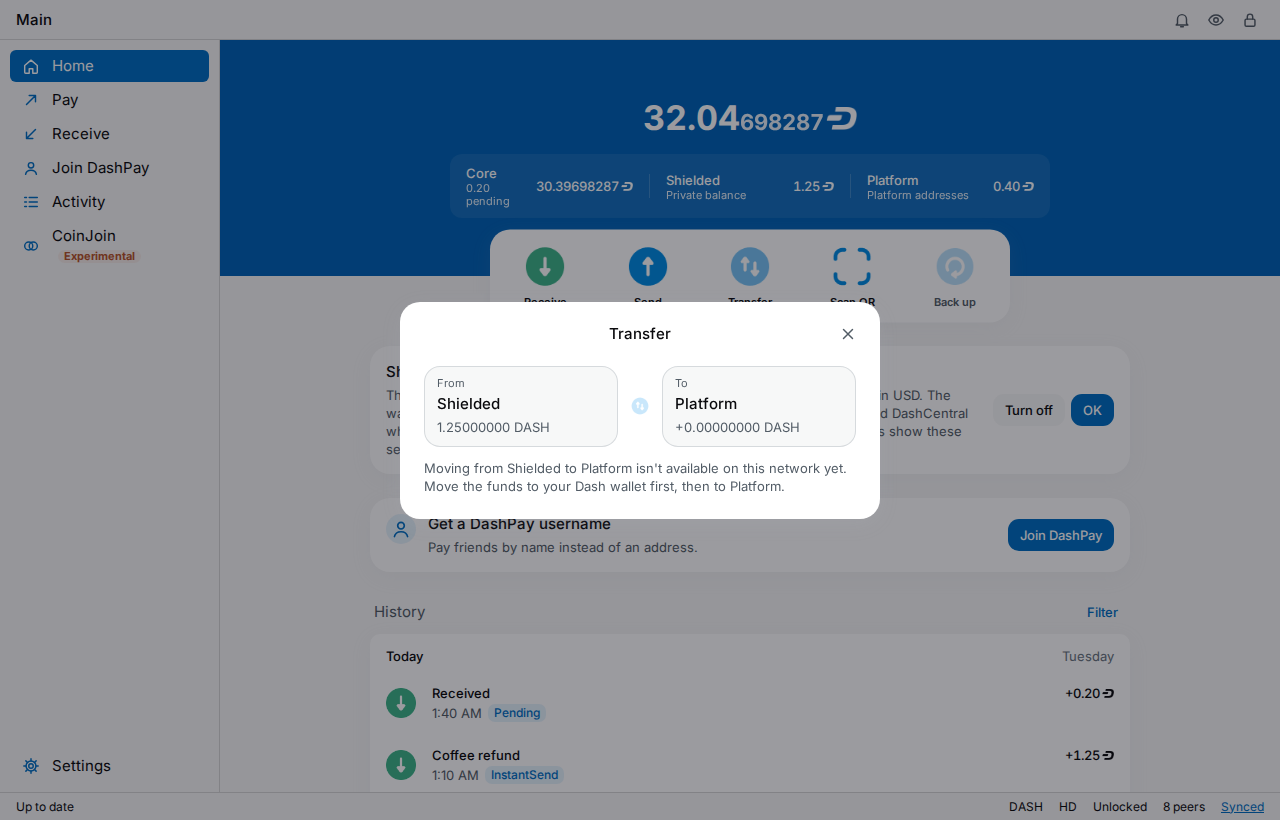 Main
Home
Pay
Receive
Join DashPay
Activity
CoinJoin
Experimental
Settings
32.04698287
Core
0.20
pending
30.39698287
Shielded
Private balance
1.25
Platform
Platform addresses
0.40
Receive
Send
Transfer
Scan QR
Back up
Transfer
From
Shielded
1.25000000 DASH
To
Platform
+0.00000000 DASH
Moving from Shielded to Platform isn't available on this network yet.
Move the funds to your Dash wallet first, then to Platform.
in USD. The
DashCentral
show these
Turn off
OK
Get a DashPay username
Pay friends by name instead of an address.
Join DashPay
History
Filter
Today
Tuesday
Received
1:40 AM
Pending
+0.20
Coffee refund
1:10 AM
InstantSend
+1.25
Up to date
DASH
HD
Unlocked
8 peers
Synced